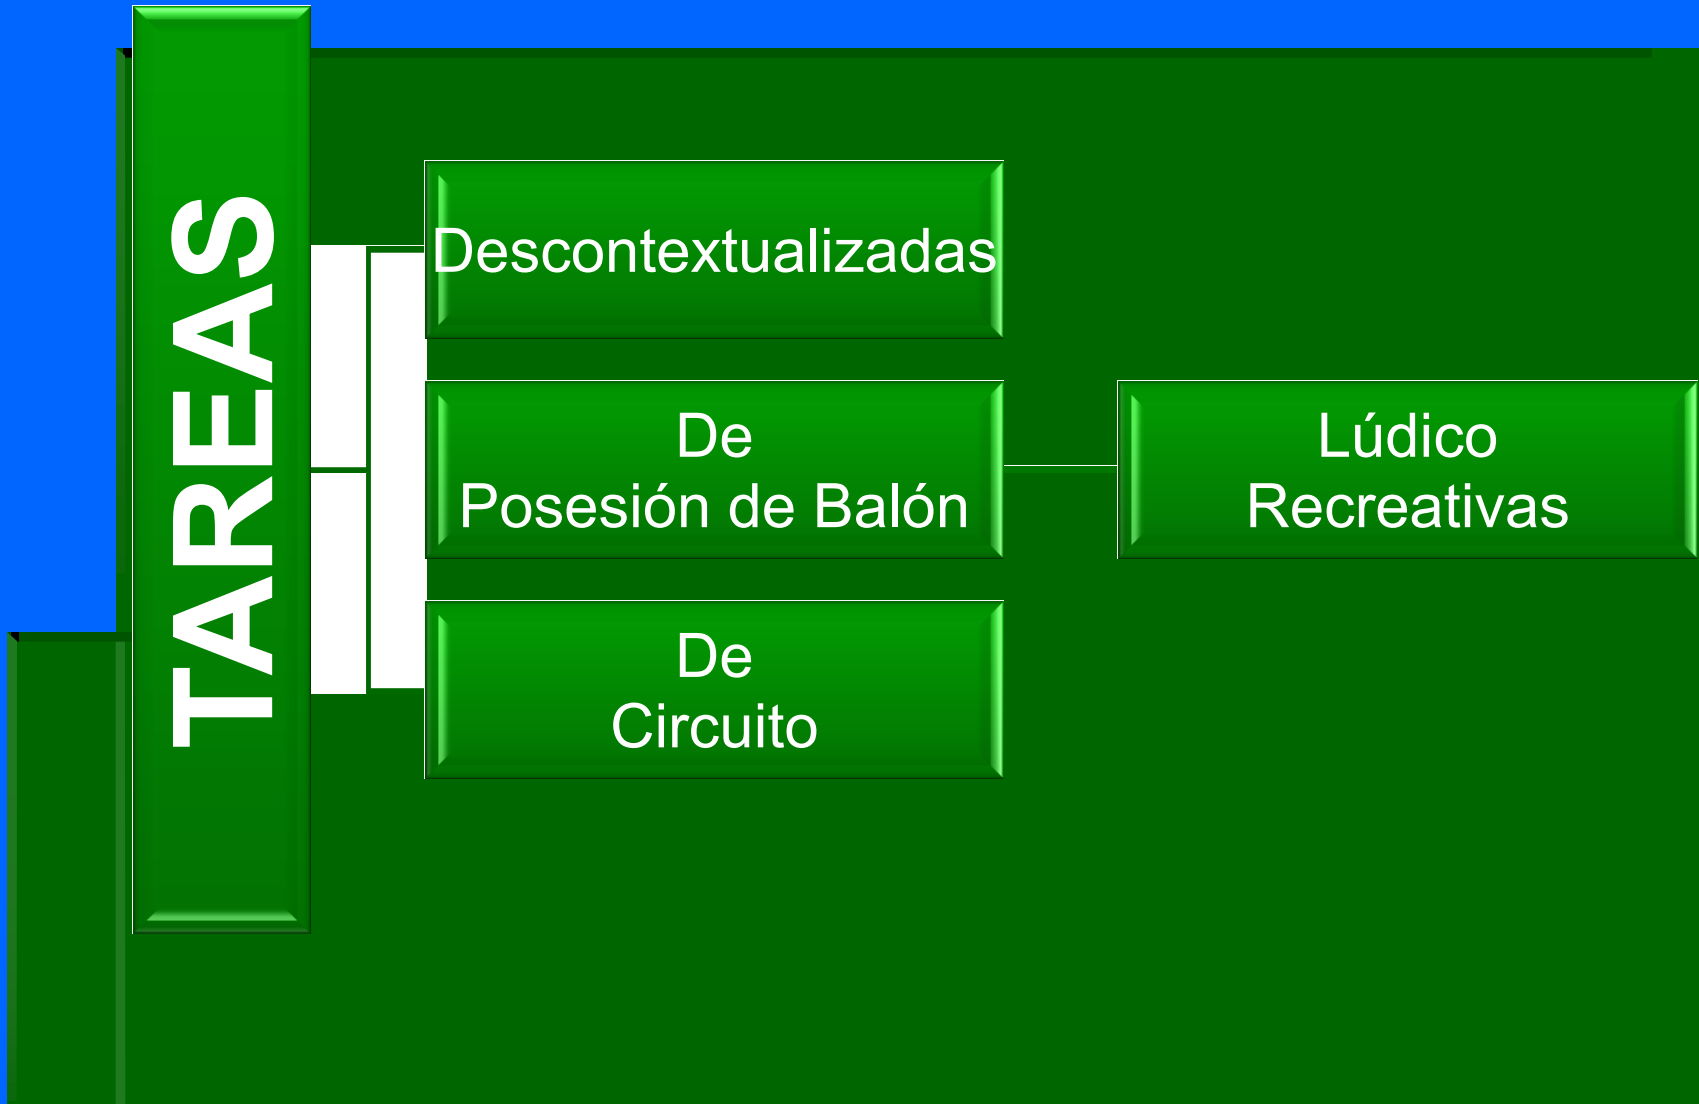 TAREAS
Descontextualizadas
De
Posesión de Balón
Lúdico
Recreativas
De
Circuito